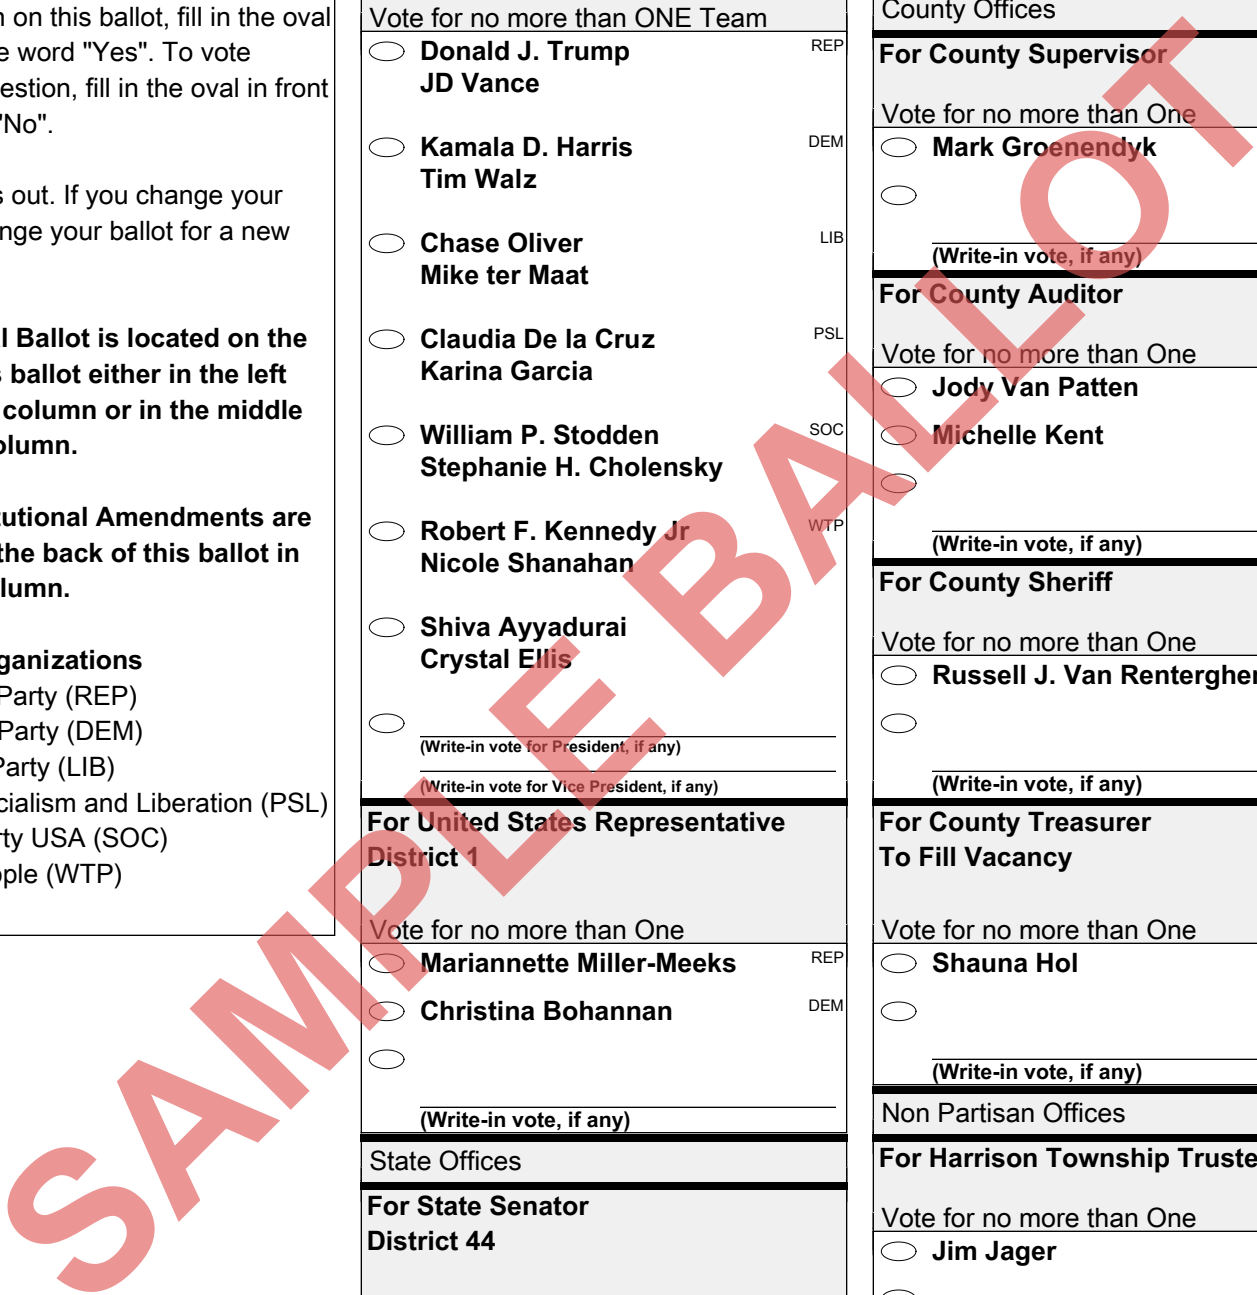 n on this ballot, fill in the oval
e word "Yes". To vote
estion, fill in the oval in front
"No".
s out. If you change your
nge your ballot for a new
l Ballot is located on the
s ballot either in the left
column or in the middle
olumn.
tutional Amendments are
the back of this ballot in
lumn.
ganizations
Party (REP)
Party (DEM)
Party (LIB)
cialism and Liberation (PSL)
rty USA (SOC)
ople (WTP)
Vote for no more than ONE Team
Donald J. Trump REP
JD Vance
Kamala D. Harris DEM
Tim Walz
Chase Oliver LIB
Mike ter Maat
Claudia De la Cruz PSL
Karina Garcia
William P. Stodden SOC
Stephanie H. Cholensky
Robert F. Kennedy Jr WTP
Nicole Shanahan
Shiva Ayyadurai
Crystal Ellis
(Write-in vote for President, if any)
(Write-in vote for Vice President, if any)
For United States Representative
District 1
Vote for no more than One
Mariannette Miller-Meeks REP
Christina Bohannan DEM
(Write-in vote, if any)
State Offices
For State Senator
District 44
County Offices
For County Supervisor
Vote for no more than One
Mark Groenendyk
(Write-in vote, if any)
For County Auditor
Vote for no more than One
Jody Van Patten
Michelle Kent
(Write-in vote, if any)
For County Sheriff
Vote for no more than One
Russell J. Van Renterghe
(Write-in vote, if any)
For County Treasurer
To Fill Vacancy
Vote for no more than One
Shauna Hol
(Write-in vote, if any)
Non Partisan Offices
For Harrison Township Truste
Vote for no more than One
Jim Jager
SAMPLE BALLOT